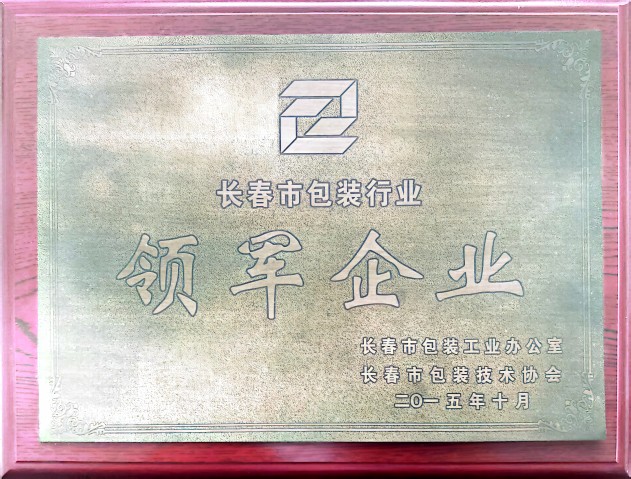 长春市包装行业
领军企业
长春市包装工业办公室
长春市包装技术协会
二〇一五年十月